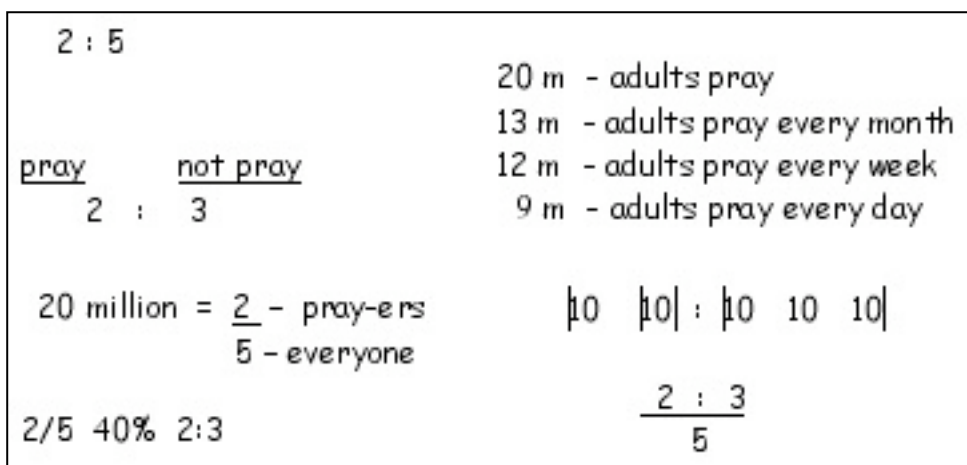 2 : 5
20 m - adults pray
13 m - adults pray every month
12 m - adults pray every week
9 m - adults pray every day
pray not pray
2 : 3
20 million = 2 - pray-ers
5 - everyone
|10 |10| : |10 10 10|
2 : 3
5
2/5 40% 2:3